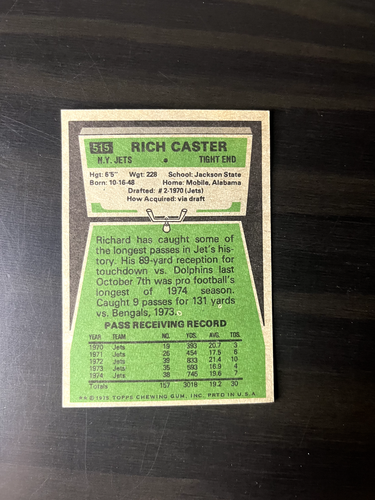 515 RICH CASTER
N.Y. JETS • TIGHT END
Hgt: 6'5" Wgt: 228 School: Jackson State
Born: 10-16-48 Home: Mobile, Alabama
Drafted: #2-1970 (Jets)
How Acquired: via draft
Richard has caught some of
the longest passes in Jet's his-
tory. His 89-yard reception for
touchdown vs. Dolphins last
October 7th was pro football's
longest of 1974 season.
Caught 9 passes for 131 yards
vs. Bengals, 1973.
PASS RECEIVING RECORD
YEAR TEAM NO. YDS. AVG. TDS.
1970 Jets 19 393 20.7 3
1971 Jets 26 454 17.5 6
1972 Jets 39 833 21.4 10
1973 Jets 35 593 16.9 4
1974 Jets 38 745 19.6 7
Totals 157 3018 19.2 30
© 1975 TOPPS CHEWING GUM, INC. PRTD IN U.S.A.